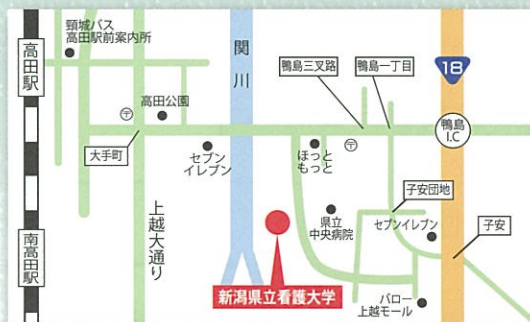 頸城バス
高田駅前案内所
高田駅
関川
鴨島三叉路
鴨島一丁目
18
高田公園
〒
鴨島
I.C
大手町
セブン
イレブン
ほっと
もっと
〒
子安団地
県立
中央病院
セブンイレブン
子安
上越大通り
南高田駅
新潟県立看護大学
バロー
上越モール